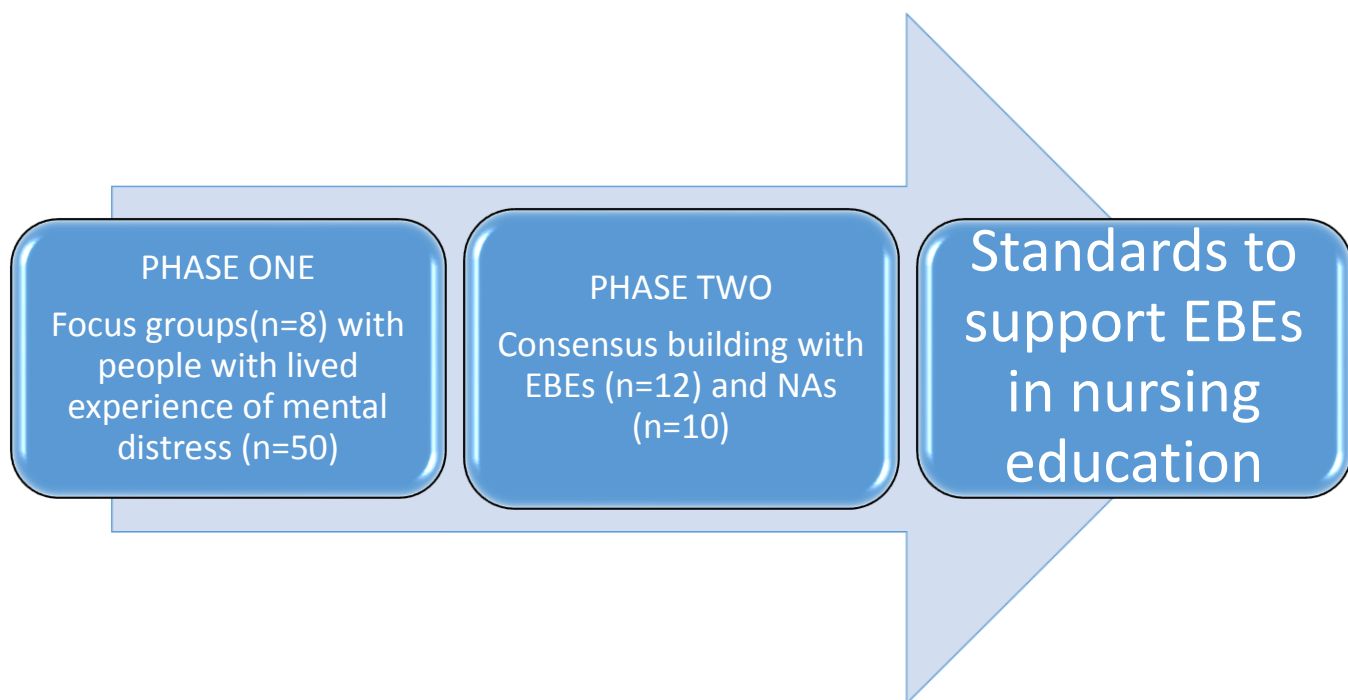 PHASE ONE
Focus groups(n=8) with
people with lived
experience of mental
distress (n=50)
PHASE TWO
Consensus building with
EBEs (n=12) and NAs
(n=10)
Standards to
support EBEs
in nursing
education